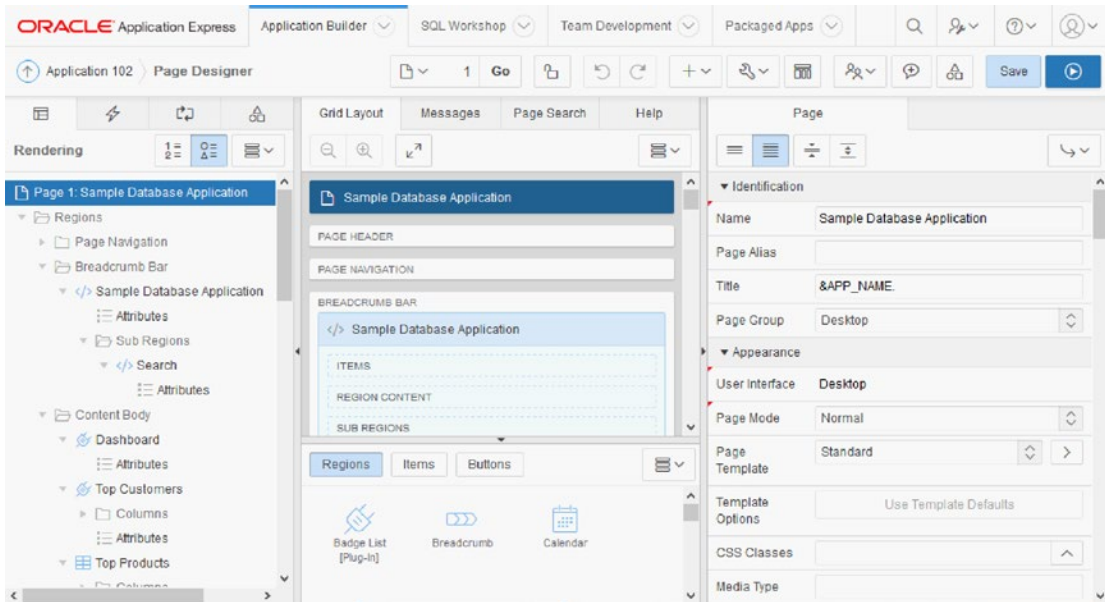 ORACLE Application Express Application Builder SQL Workshop Team Development Packaged Apps
Application 102 Page Designer 1 Go Save
Grid Layout Messages Page Search Help Page
Rendering
Page 1: Sample Database Application
Regions
Page Navigation
Breadcrumb Bar
Sample Database Application
Attributes
Sub Regions
Search
Attributes
Content Body
Dashboard
Attributes
Top Customers
Columns
Attributes
Top Products
Columns
Sample Database Application
PAGE HEADER
PAGE NAVIGATION
BREADCRUMB BAR
Sample Database Application
ITEMS
REGION CONTENT
SUB REGIONS
Regions Items Buttons
Badge List
[Plug-In]
Breadcrumb
Calendar
Identification
Name Sample Database Application
Page Alias
Title &APP_NAME.
Page Group Desktop
Appearance
User Interface Desktop
Page Mode Normal
Page
Template
Standard
Template
Options
Use Template Defaults
CSS Classes
Media Type